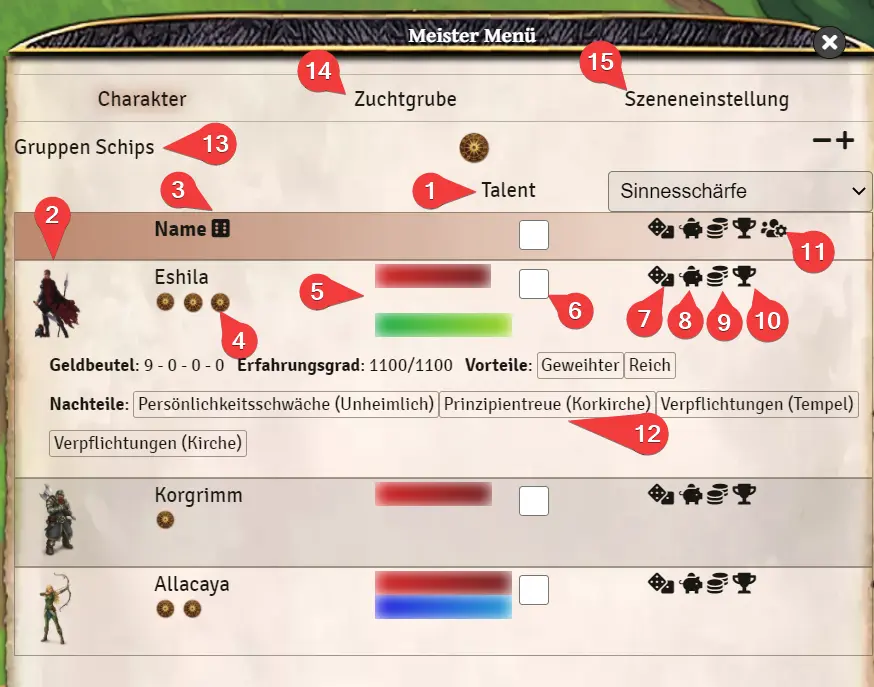 Meister Menü
14
15
Charakter Zuchtgrube Szeneneinstellung
Gruppen Schips 13
3 1 Talent Sinnesschärfe
2 Name
11
Eshila
5 6 7 8 9 10
4
Geldbeutel: 9 - 0 - 0 - 0 Erfahrungsgrad: 1100/1100 Vorteile: Geweihter Reich
Nachteile: Persönlichkeitsschwäche (Unheimlich) Prinzipientreue (Korkirche) Verpflichtungen (Tempel)
12
Verpflichtungen (Kirche)
Korgrimm
Allacaya